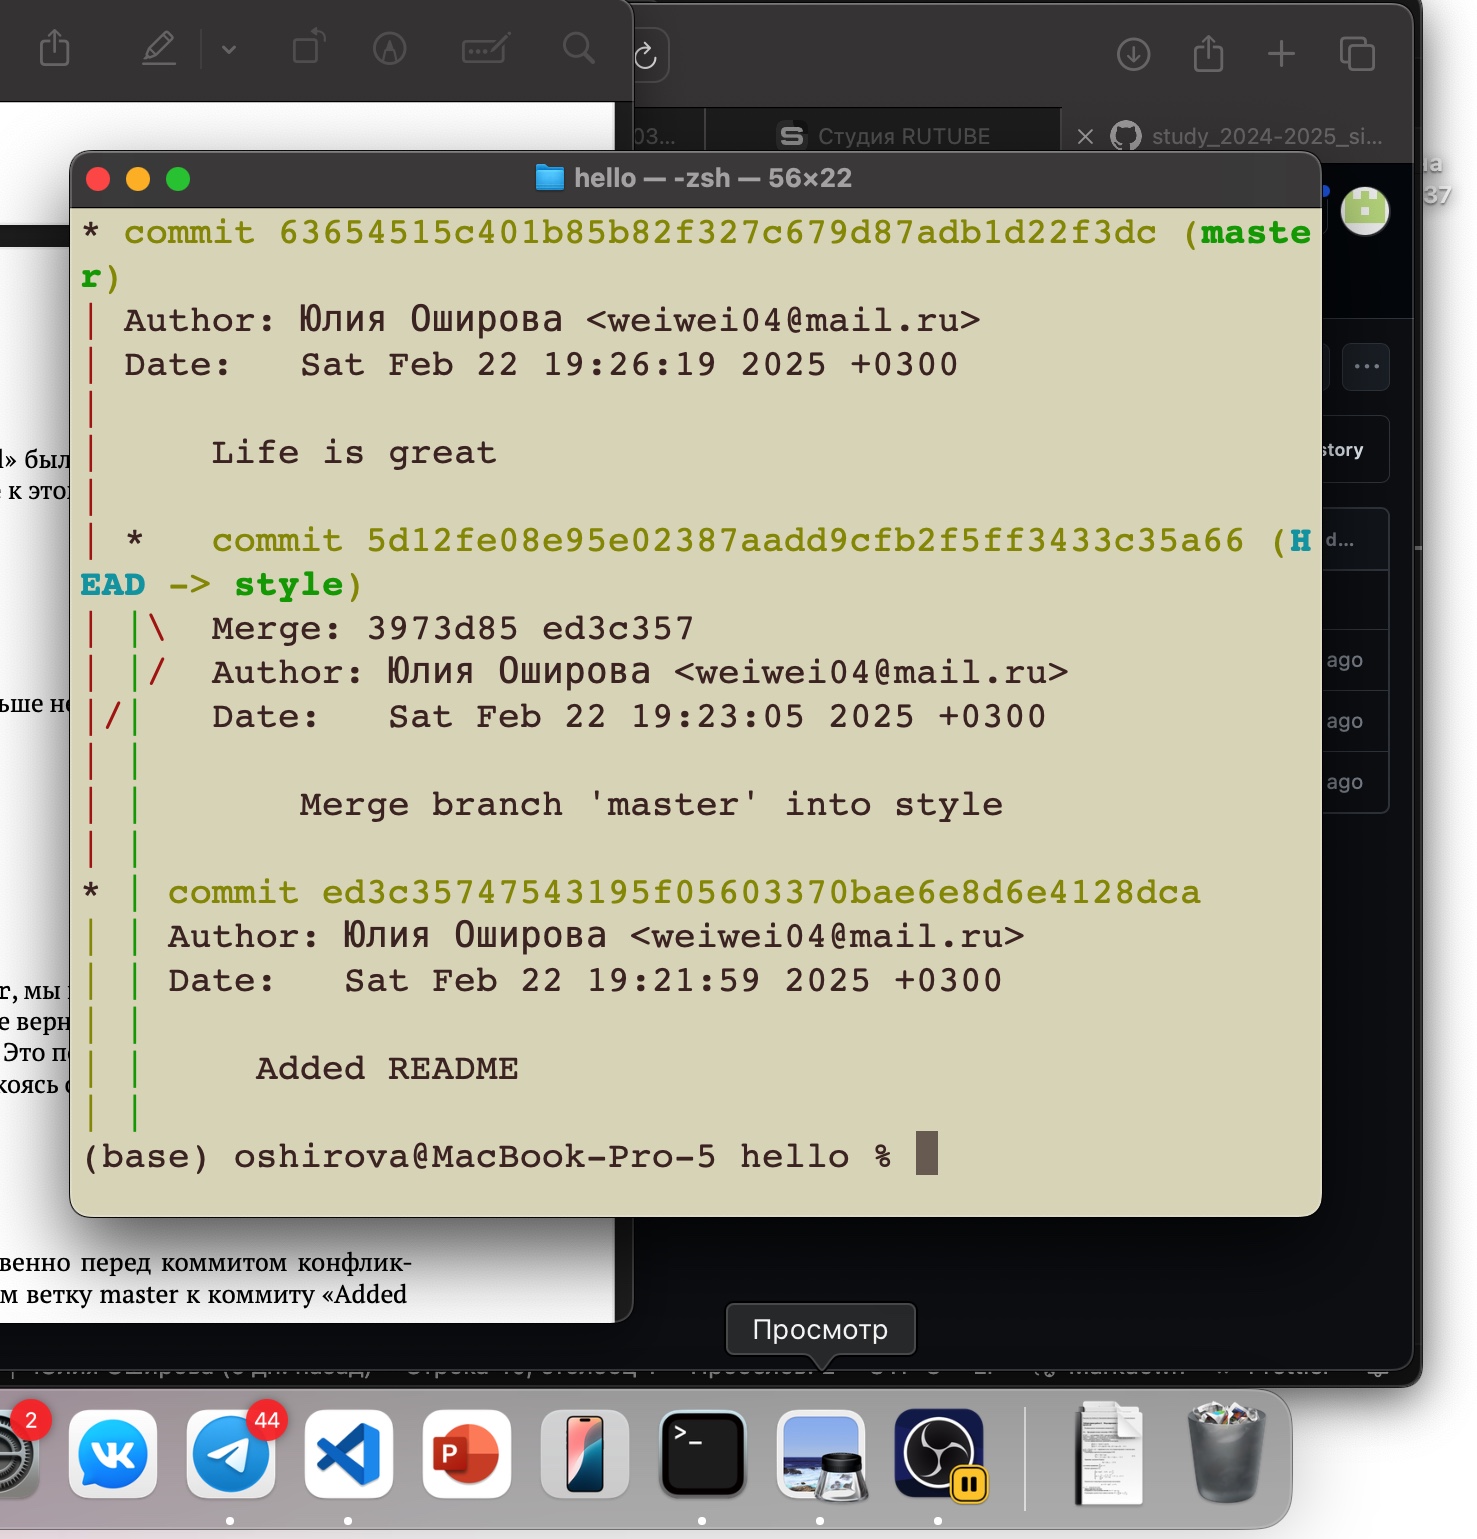 03...
Студия RUTUBE
study_2024-2025_si...
на
37
hello — -zsh — 56×22
* commit 63654515c401b85b82f327c679d87adb1d22f3dc (maste
r)
| Author: Юлия Оширова <weiwei04@mail.ru>
| Date:   Sat Feb 22 19:26:19 2025 +0300
|
|     Life is great
|
| *   commit 5d12fe08e95e02387aadd9cfb2f5ff3433c35a66 (H
EAD -> style)
| |\  Merge: 3973d85 ed3c357
| |/  Author: Юлия Оширова <weiwei04@mail.ru>
|/|   Date:   Sat Feb 22 19:23:05 2025 +0300
| |
| |       Merge branch 'master' into style
| |
* | commit ed3c35747543195f05603370bae6e8d6e4128dca
| | Author: Юлия Оширова <weiwei04@mail.ru>
| | Date:   Sat Feb 22 19:21:59 2025 +0300
| |
| |     Added README
| |
(base) oshirova@MacBook-Pro-5 hello %
l» был
к это
ьше не
r, мы
е верн
Это п
коясь
story
d...
ago
ago
ago
венно перед коммитом конфлик-
м ветку master к коммиту «Added
Просмотр
2
44
P
>_